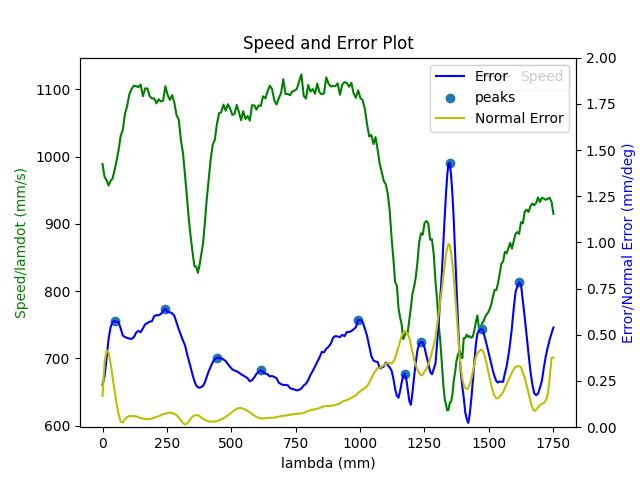 Speed and Error Plot
Error Speed
peaks
Normal Error
1100
1000
900
800
700
600
Speed/lamdot (mm/s)
2.00
1.75
1.50
1.25
1.00
0.75
0.50
0.25
0.00
Error/Normal Error (mm/deg)
0 250 500 750 1000 1250 1500 1750
lambda (mm)